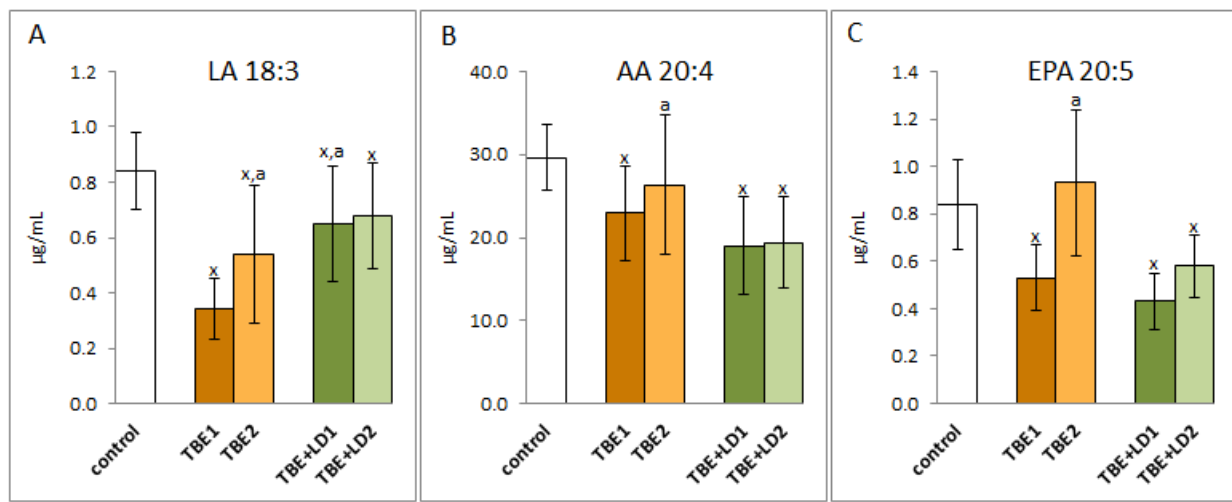 A
LA 18:3
µg/mL
1.2
1.0
0.8
0.6
0.4
0.2
0.0
x
x,a
x,a
x
control
TBE1
TBE2
TBE+LD1
TBE+LD2
B
AA 20:4
µg/mL
40.0
30.0
20.0
10.0
0.0
x
a
x
x
control
TBE1
TBE2
TBE+LD1
TBE+LD2
C
EPA 20:5
µg/mL
1.4
1.2
1.0
0.8
0.6
0.4
0.2
0.0
x
a
x
x
control
TBE1
TBE2
TBE+LD1
TBE+LD2